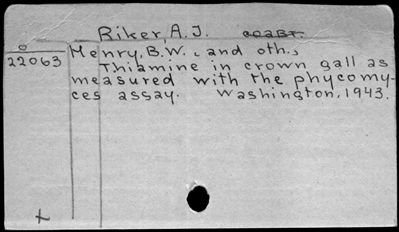 Riker, A.J.
O
22063
Henry, B.W., and oth.,
Thiamine in crown gall as
measured with the phycomy-
ces assay. Washington, 1943.
x